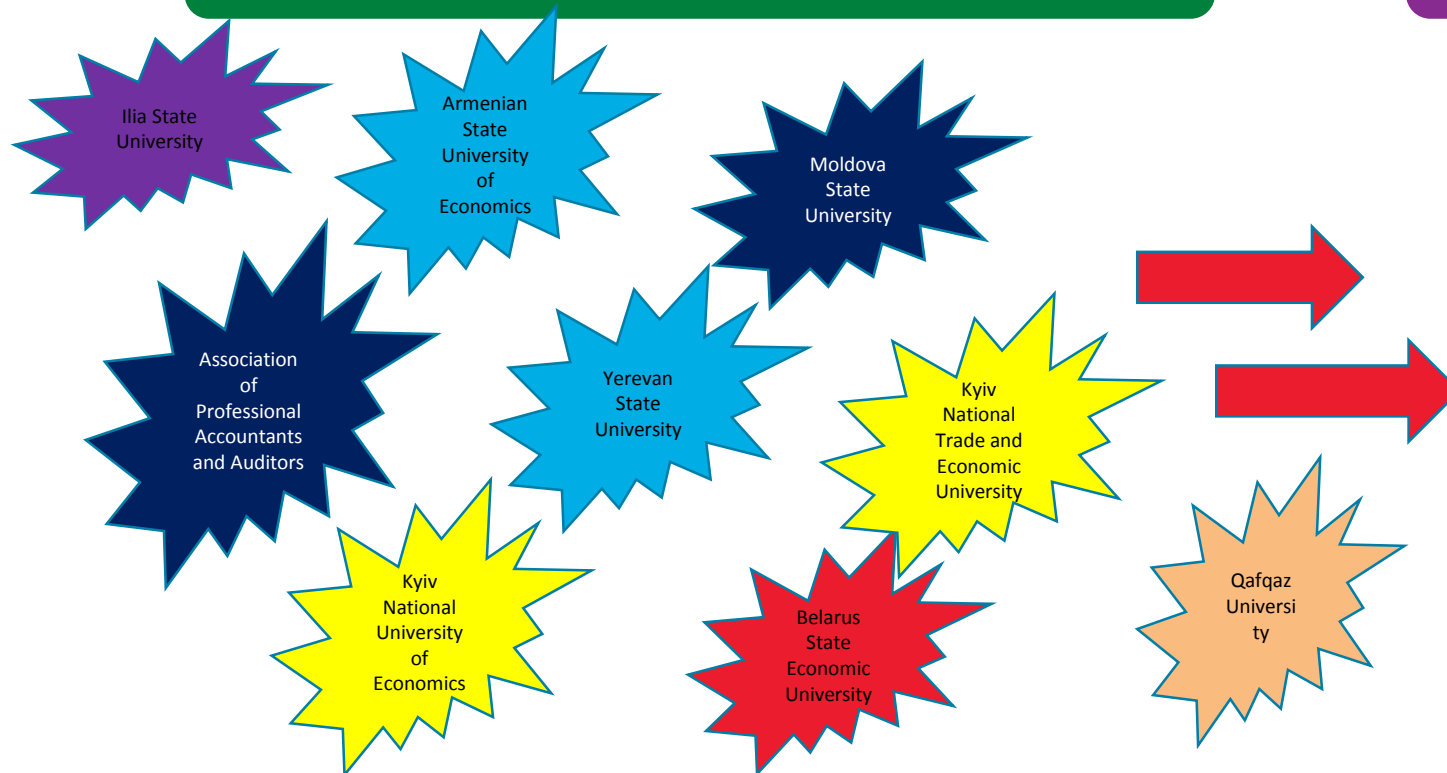 Ilia State
University
Armenian
State
University
of
Economics
Moldova
State
University
Association
of
Professional
Accountants
and Auditors
Yerevan
State
University
Kyiv
National
Trade and
Economic
University
Kyiv
National
University
of
Economics
Belarus
State
Economic
University
Qafqaz
Universi
ty